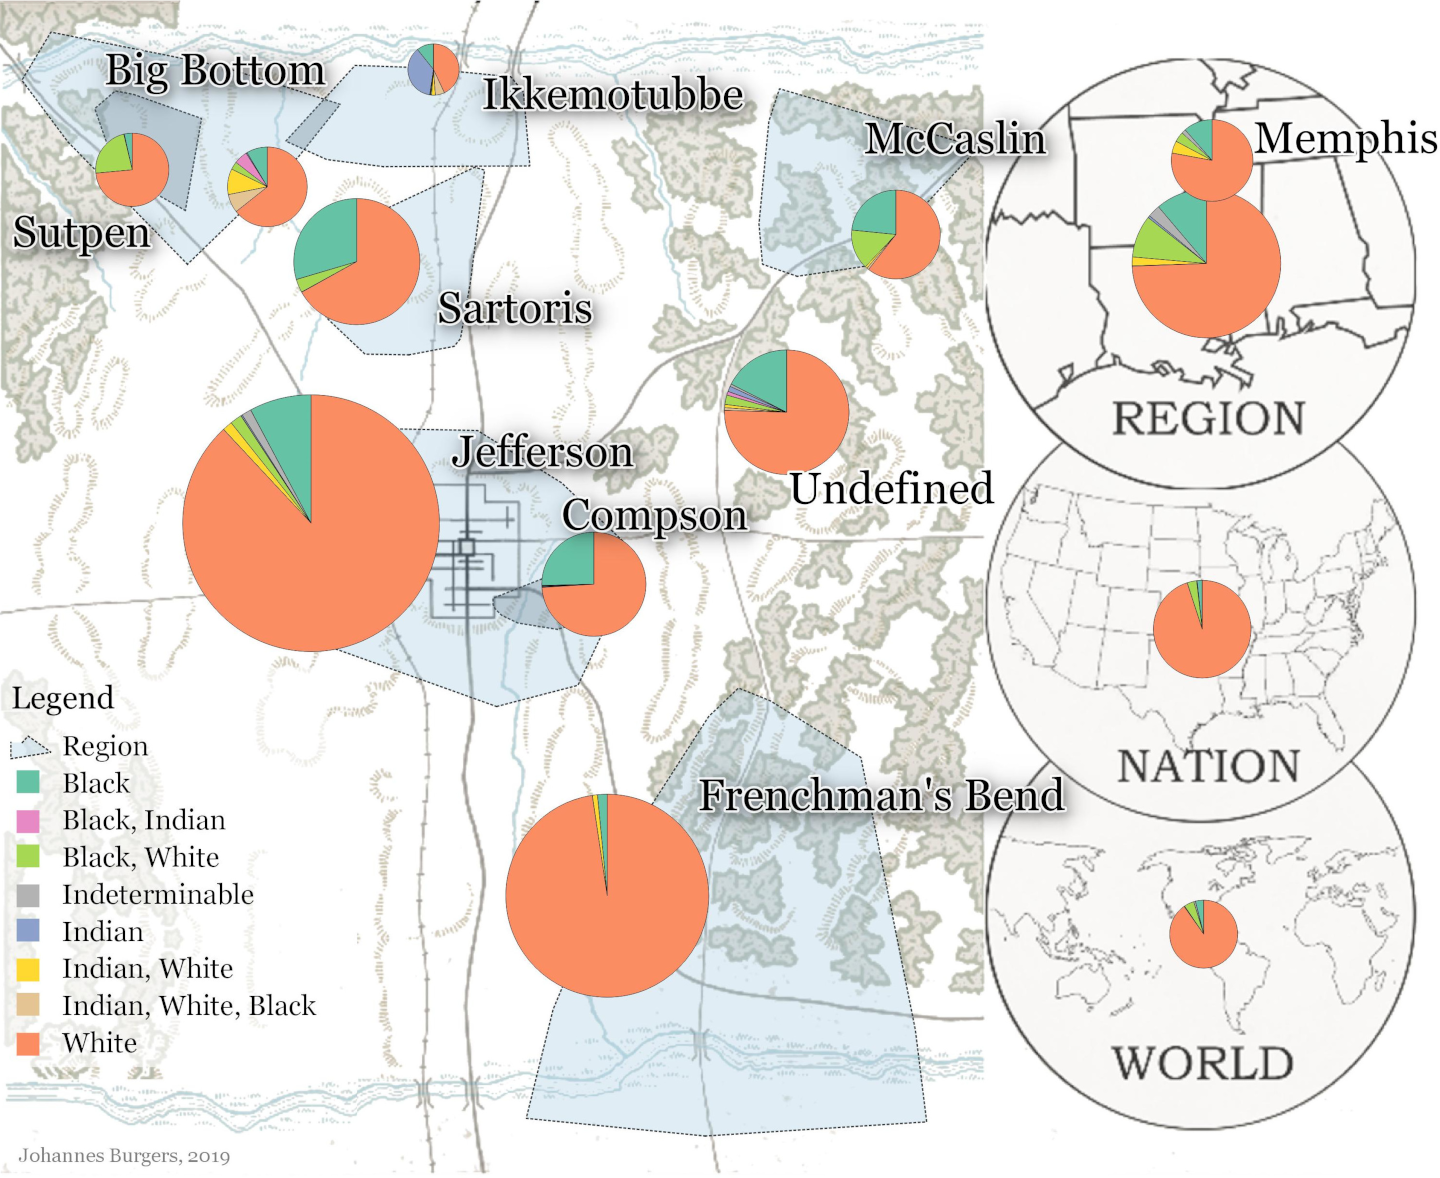 Big Bottom
Ikkemotubbe
McCaslin
Memphis
Sutpen
Sartoris
REGION
Jefferson
Undefined
Compson
Legend
Region
Black
Black, Indian
Black, White
Indeterminable
Indian
Indian, White
Indian, White, Black
White
NATION
Frenchman's Bend
WORLD
Johannes Burgers, 2019